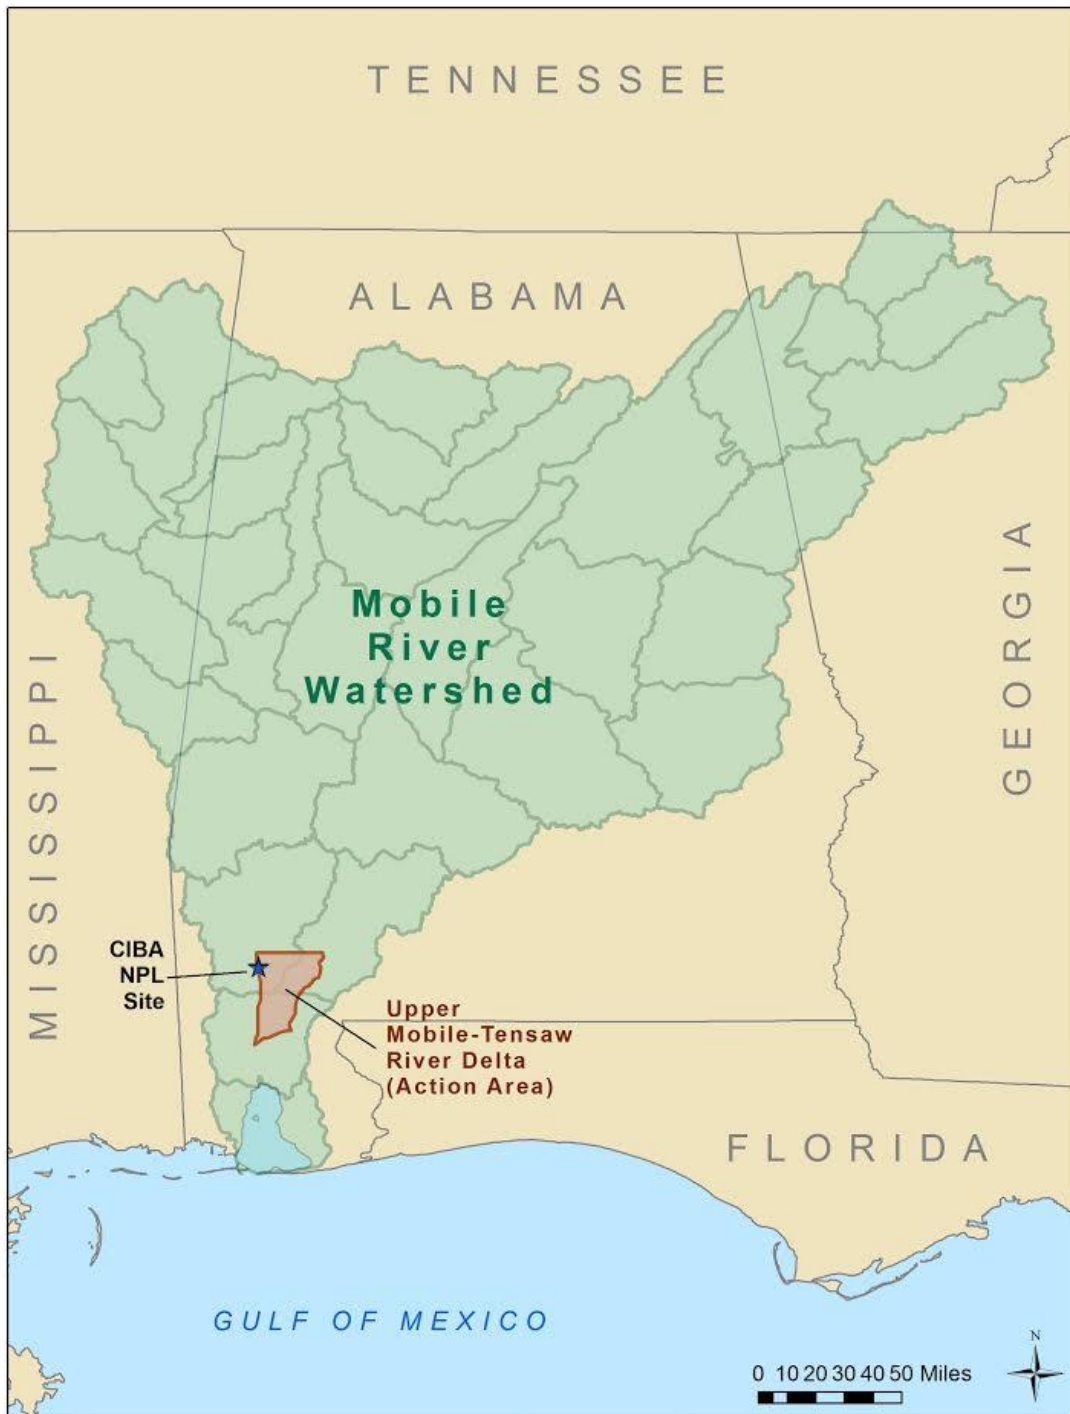 TENNESSEE
ALABAMA
Mobile
River
Watershed
MISSISSIPPI
GEORGIA
CIBA
NPL
Site
Upper
Mobile-Tensaw
River Delta
(Action Area)
FLORIDA
GULF OF MEXICO
N
0 10 20 30 40 50 Miles